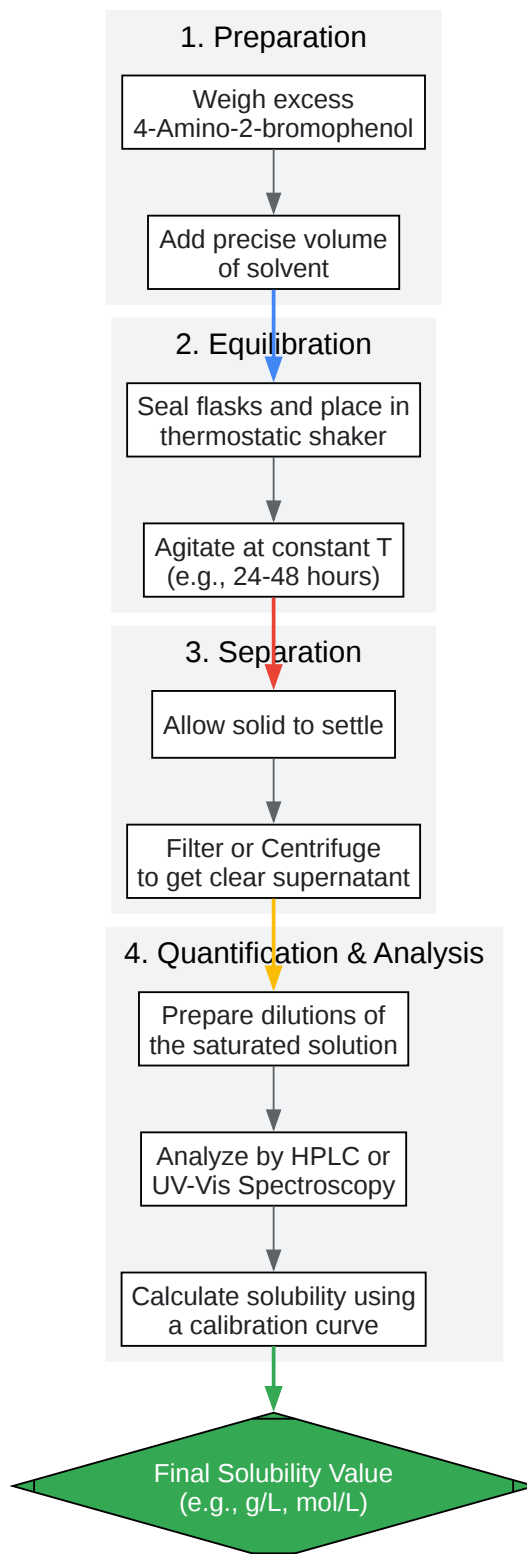 1. Preparation
Weigh excess
4-Amino-2-bromophenol
Add precise volume
of solvent
2. Equilibration
Seal flasks and place in
thermostatic shaker
Agitate at constant T
(e.g., 24-48 hours)
3. Separation
Allow solid to settle
Filter or Centrifuge
to get clear supernatant
4. Quantification & Analysis
Prepare dilutions of
the saturated solution
Analyze by HPLC or
UV-Vis Spectroscopy
Calculate solubility using
a calibration curve
Final Solubility Value
(e.g., g/L, mol/L)